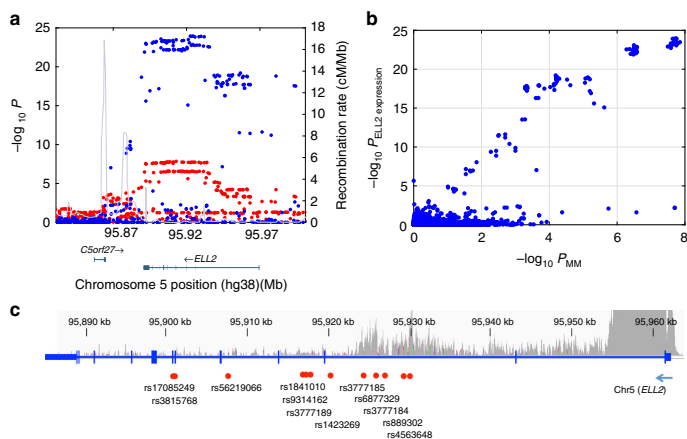 a
25
20
15
10
5
0
–log10 P
18
16
14
12
10
8
6
4
2
0
Recombination rate (cM/Mb)
95.87
95.92
95.97
C5orf27→
←ELL2
Chromosome 5 position (hg38)(Mb)
b
25
20
15
10
5
0
–log10 PELL2 expression
0
2
4
6
8
–log10 PMM
c
95,890 kb
95,900 kb
95,910 kb
95,920 kb
95,930 kb
95,940 kb
95,950 kb
95,960 kb
rs17085249
rs3815768
rs56219066
rs1841010
rs9314162
rs3777189
rs1423269
rs3777185
rs6877329
rs3777184
rs889302
rs4563648
Chr5 (ELL2)